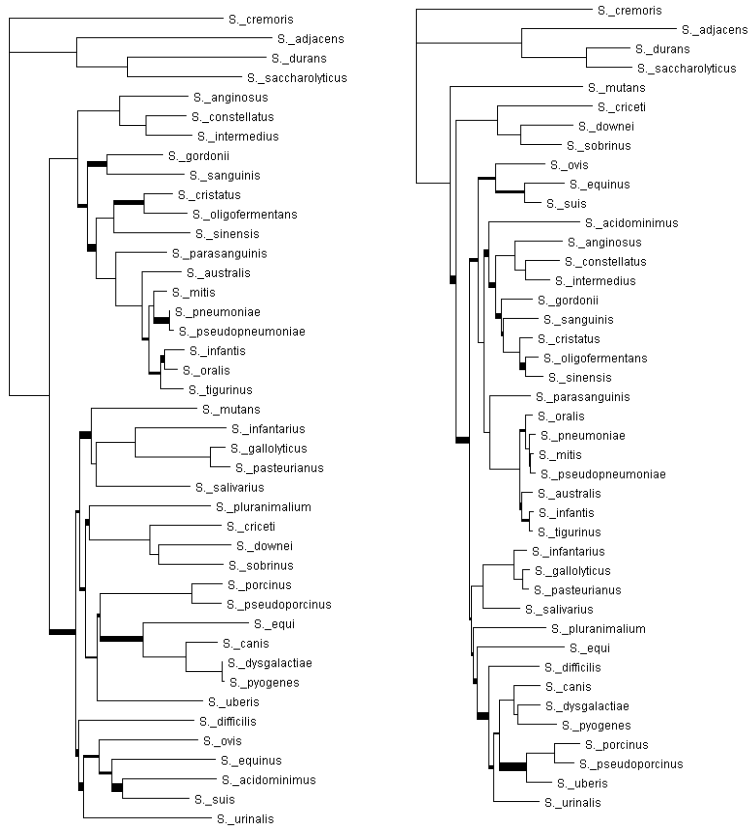 S._cremoris
S._adjacens
S._durans
S._saccharolyticus
S._anginosus
S._constellatus
S._intermedius
S._gordonii
S._sanguinis
S._cristatus
S._oligofermentans
S._sinensis
S._parasanguinis
S._australis
S._mitis
S._pneumoniae
S._pseudopneumoniae
S._infantis
S._oralis
S._tigurinus
S._mutans
S._infantarius
S._gallolyticus
S._pasteurianus
S._salivarius
S._pluranimalium
S._criceti
S._downei
S._sobrinus
S._porcinus
S._pseudoporcinus
S._equi
S._canis
S._dysgalactiae
S._pyogenes
S._uberis
S._difficilis
S._ovis
S._equinus
S._acidominimus
S._suis
S._urinalis
S._cremoris
S._adjacens
S._durans
S._saccharolyticus
S._mutans
S._criceti
S._downei
S._sobrinus
S._ovis
S._equinus
S._suis
S._acidominimus
S._anginosus
S._constellatus
S._intermedius
S._gordonii
S._sanguinis
S._cristatus
S._oligofermentans
S._sinensis
S._parasanguinis
S._oralis
S._pneumoniae
S._mitis
S._pseudopneumoniae
S._australis
S._infantis
S._tigurinus
S._infantarius
S._gallolyticus
S._pasteurianus
S._salivarius
S._pluranimalium
S._equi
S._difficilis
S._canis
S._dysgalactiae
S._pyogenes
S._porcinus
S._pseudoporcinus
S._uberis
S._urinalis